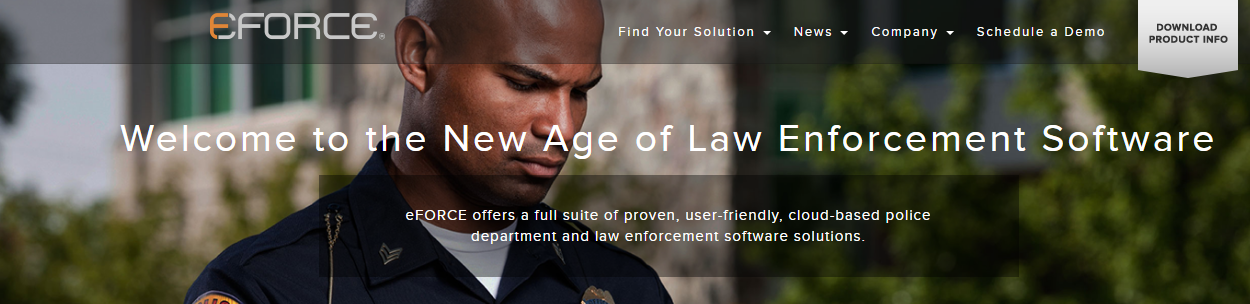 eFORCE®
Find Your Solution
News
Company
Schedule a Demo
DOWNLOAD
PRODUCT INFO
Welcome to the New Age of Law Enforcement Software
eFORCE offers a full suite of proven, user-friendly, cloud-based police
department and law enforcement software solutions.